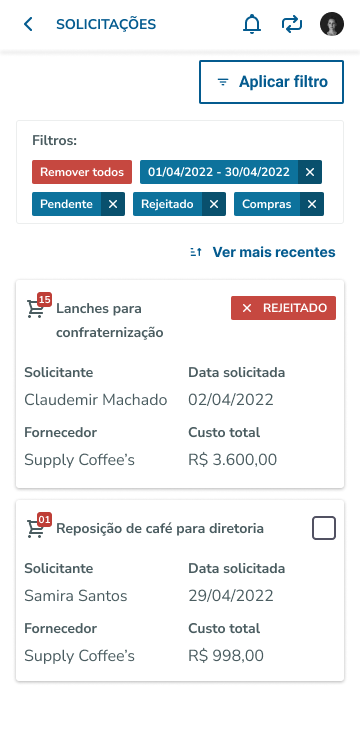 SOLICITAÇÕES
Aplicar filtro
Filtros:
Remover todos 01/04/2022 - 30/04/2022
Pendente Rejeitado Compras
Ver mais recentes
15 Lanches para confraternização REJEITADO
Solicitante Data solicitada
Claudemir Machado 02/04/2022
Fornecedor Custo total
Supply Coffee's R$ 3.600,00
01 Reposição de café para diretoria
Solicitante Data solicitada
Samira Santos 29/04/2022
Fornecedor Custo total
Supply Coffee's R$ 998,00